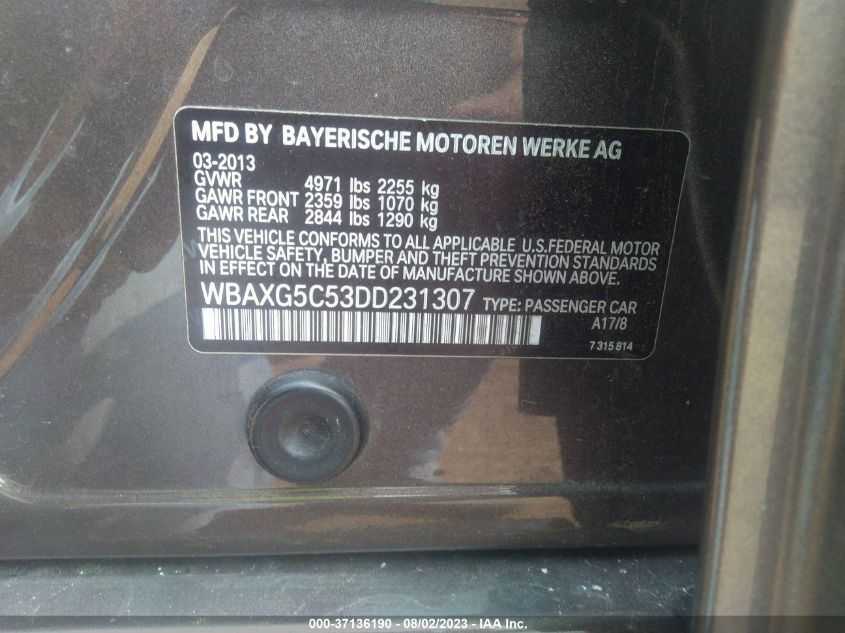 MFD BY BAYERISCHE MOTOREN WERKE AG
03-2013
GVWR 4971 lbs 2255 kg
GAWR FRONT 2359 lbs 1070 kg
GAWR REAR 2844 lbs 1290 kg
THIS VEHICLE CONFORMS TO ALL APPLICABLE U.S.FEDERAL MOTOR
VEHICLE SAFETY, BUMPER AND THEFT PREVENTION STANDARDS
IN EFFECT ON THE DATE OF MANUFACTURE SHOWN ABOVE.
WBAXG5C53DD231307 TYPE: PASSENGER CAR
A17/8
7 315 814
000-37136190 - 08/02/2023 - IAA Inc.